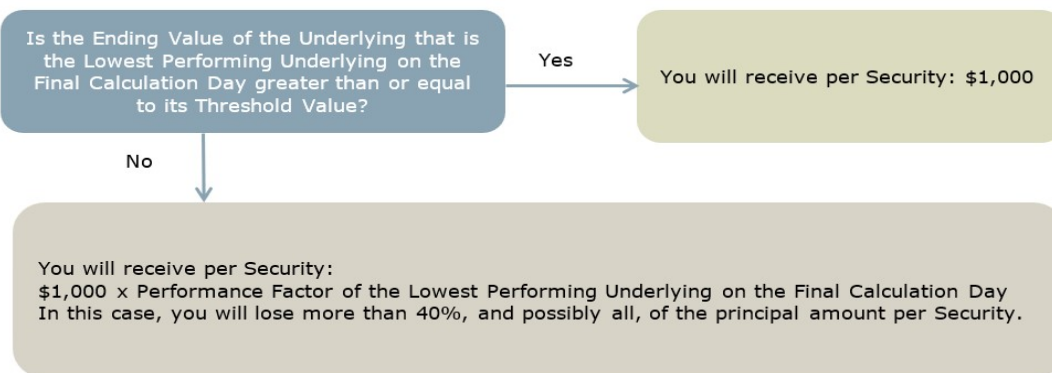 Is the Ending Value of the Underlying that is
the Lowest Performing Underlying on the
Final Calculation Day greater than or equal
to its Threshold Value?
Yes
You will receive per Security: $1,000
No
You will receive per Security:
$1,000 x Performance Factor of the Lowest Performing Underlying on the Final Calculation Day
In this case, you will lose more than 40%, and possibly all, of the principal amount per Security.